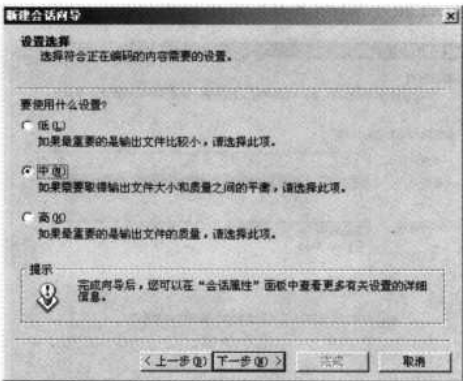 新建会话向导
设置选择
选择符合正在编码的内容需要的设置。
要使用什么设置?
低(L)
如果最重要的是输出文件比较小,请选择此项。
中(M)
如果需要取得输出文件大小和质量之间的平衡,请选择此项。
高(H)
如果最重要的是输出文件的质量,请选择此项。
提示
完成向导后,您可以在“会话属性”面板中查看更多有关设置的详细
信息。
<上一步(B) 下一步(N)> 完成 取消